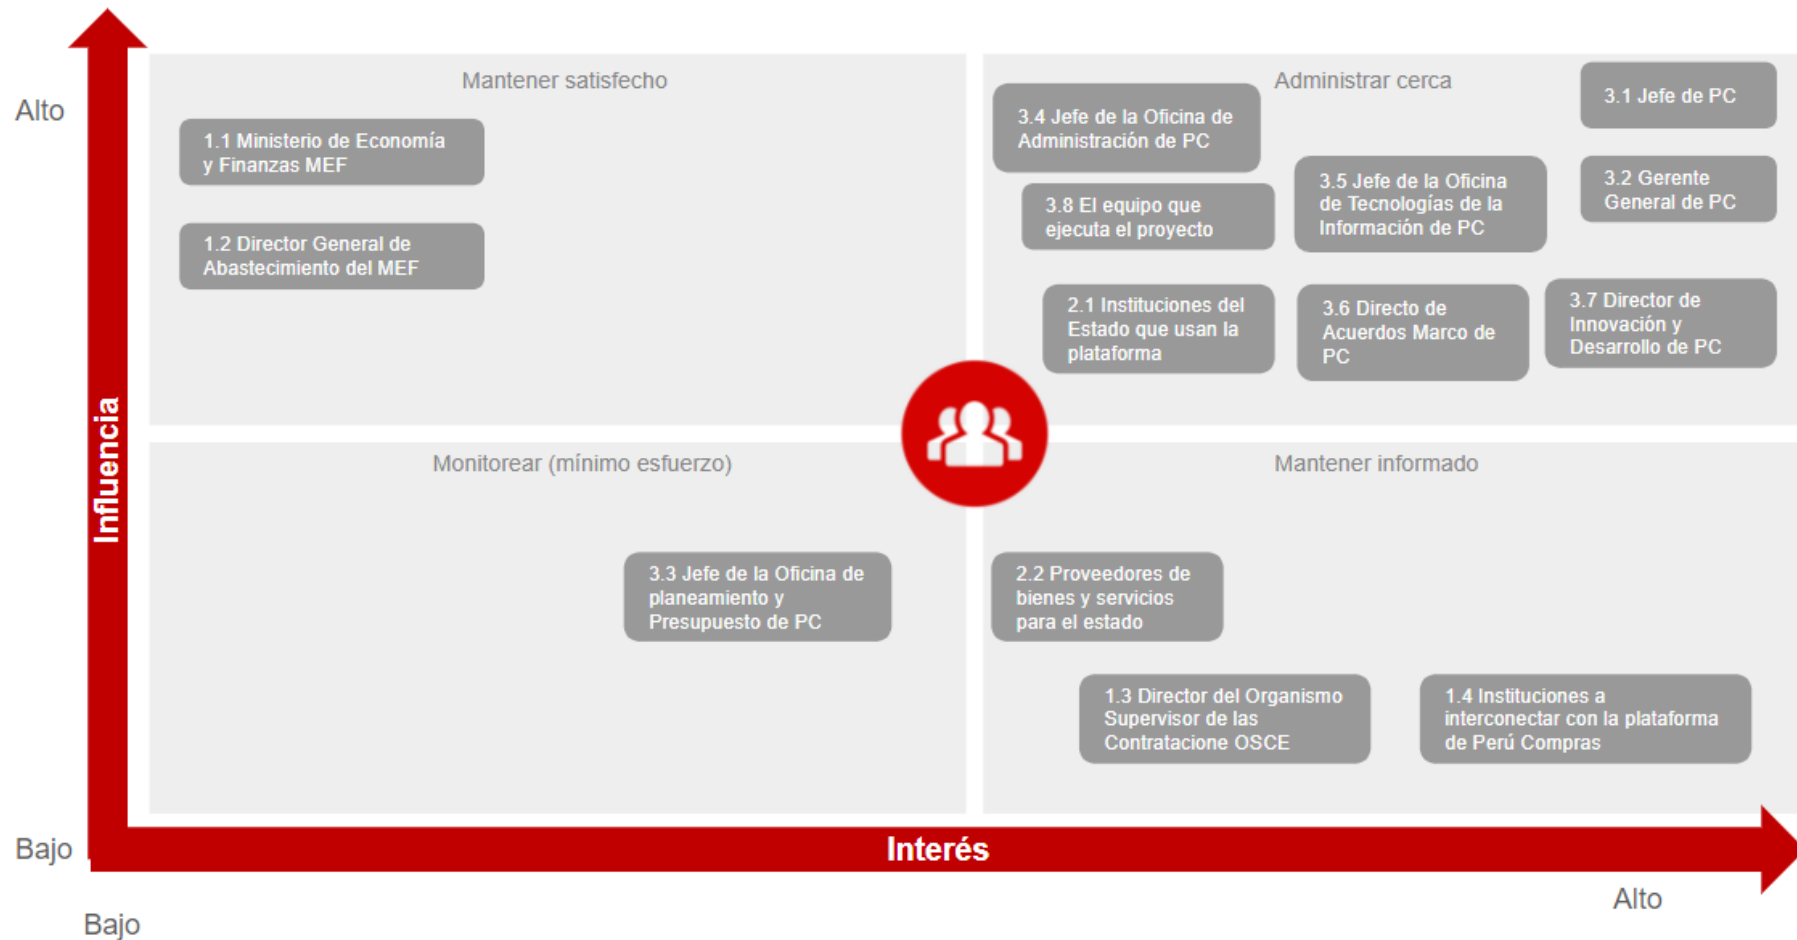 Alto
Influencia
Bajo
Mantener satisfecho
1.1 Ministerio de Economía
y Finanzas MEF
1.2 Director General de
Abastecimiento del MEF
Administrar cerca
3.4 Jefe de la Oficina de
Administración de PC
3.1 Jefe de PC
3.8 El equipo que
ejecuta el proyecto
3.5 Jefe de la Oficina
de Tecnologías de la
Información de PC
3.2 Gerente
General de PC
2.1 Instituciones del
Estado que usan la
plataforma
3.6 Directo de
Acuerdos Marco de
PC
3.7 Director de
Innovación y
Desarrollo de PC
Monitorear (mínimo esfuerzo)
3.3 Jefe de la Oficina de
planeamiento y
Presupuesto de PC
Mantener informado
2.2 Proveedores de
bienes y servicios
para el estado
1.3 Director del Organismo
Supervisor de las
Contratacione OSCE
1.4 Instituciones a
interconectar con la plataforma
de Perú Compras
Interés
Bajo
Alto